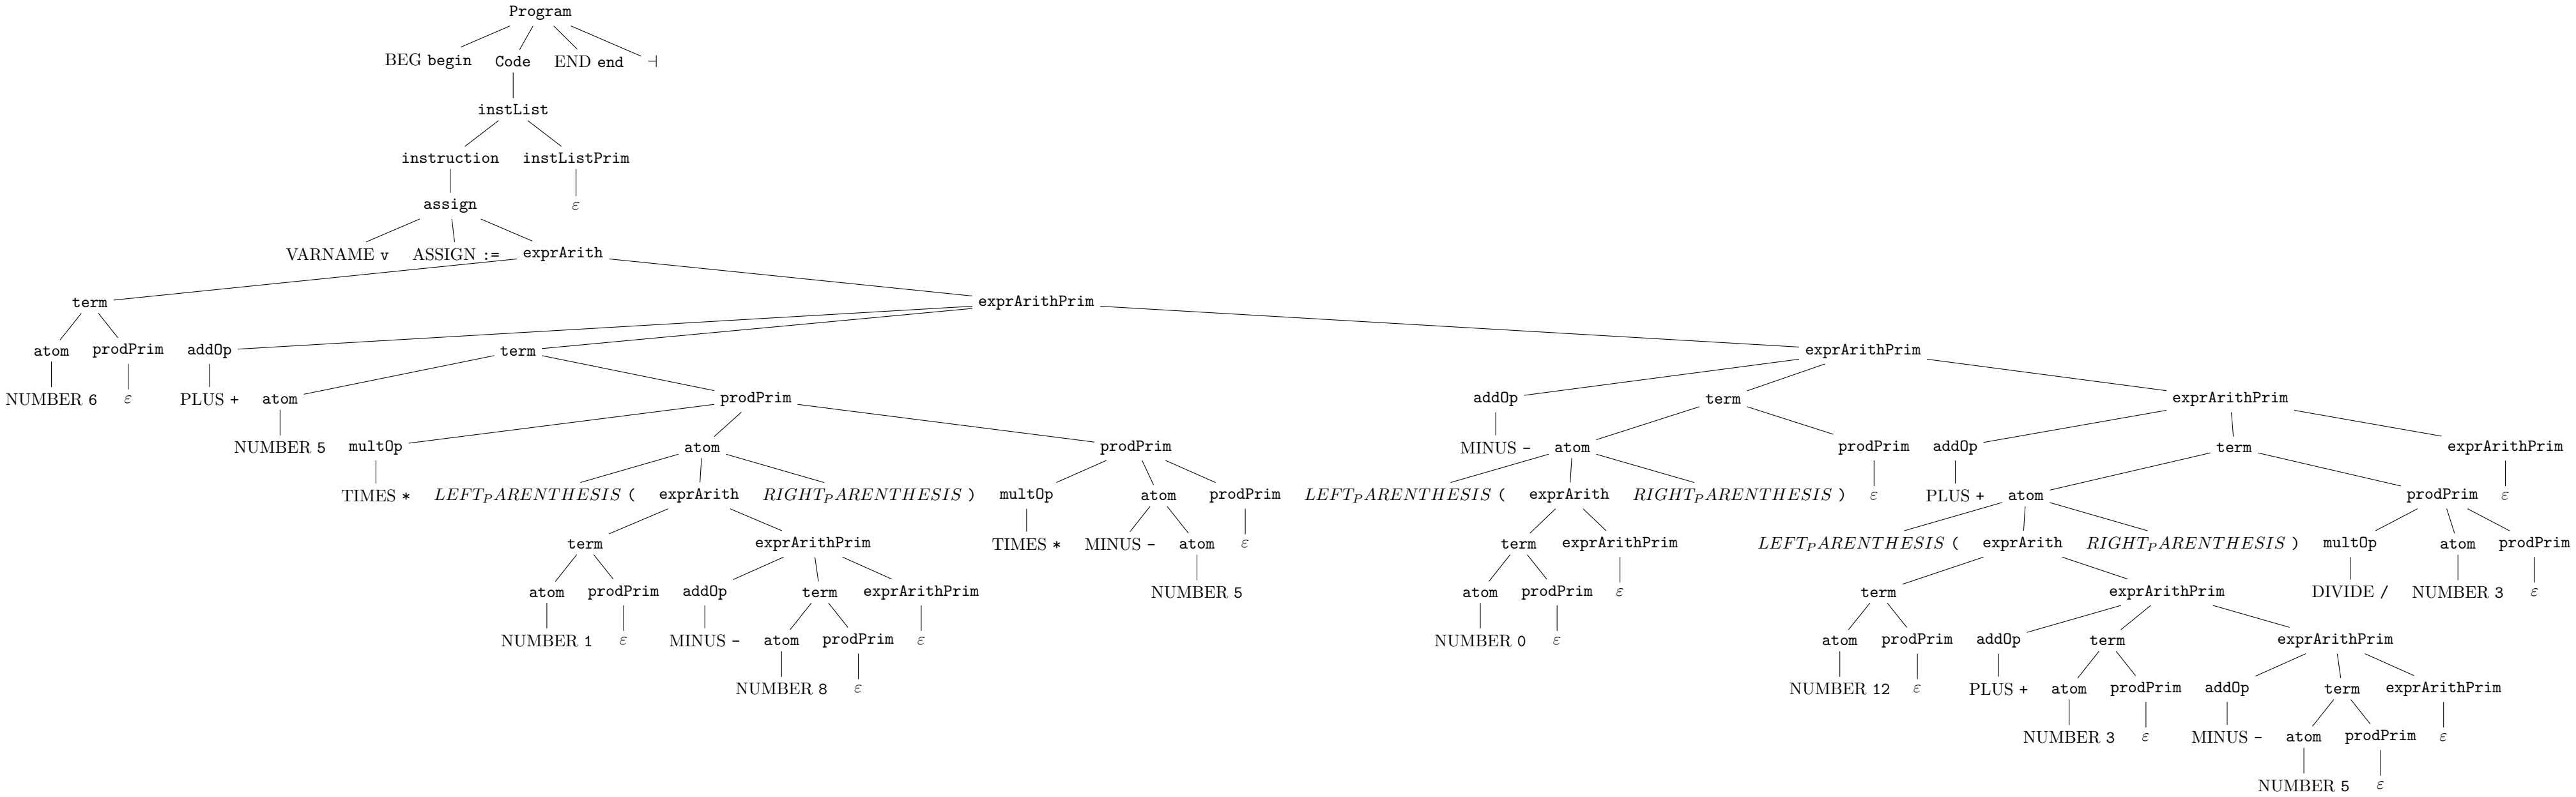 Program
BEG begin Code END end ⊣
instList
instruction instListPrim
assign ε
VARNAME v ASSIGN := exprArith
term exprArithPrim
atom prodPrim addOp term exprArithPrim
NUMBER 6 ε PLUS + atom prodPrim addOp term exprArithPrim
NUMBER 5 multOp atom prodPrim MINUS - atom prodPrim addOp term exprArithPrim
TIMES * LEFT_PARENTHESIS ( exprArith RIGHT_PARENTHESIS ) multOp atom prodPrim LEFT_PARENTHESIS ( exprArith RIGHT_PARENTHESIS ) ε PLUS + atom prodPrim ε
term exprArithPrim TIMES * MINUS - atom ε term exprArithPrim LEFT_PARENTHESIS ( exprArith RIGHT_PARENTHESIS ) multOp atom prodPrim
atom prodPrim addOp term exprArithPrim NUMBER 5 atom prodPrim ε term exprArithPrim DIVIDE / NUMBER 3 ε
NUMBER 1 ε MINUS - atom prodPrim ε NUMBER 0 ε atom prodPrim addOp term exprArithPrim
NUMBER 8 ε NUMBER 12 ε PLUS + atom prodPrim addOp term exprArithPrim
NUMBER 3 ε MINUS - atom prodPrim ε
NUMBER 5 ε